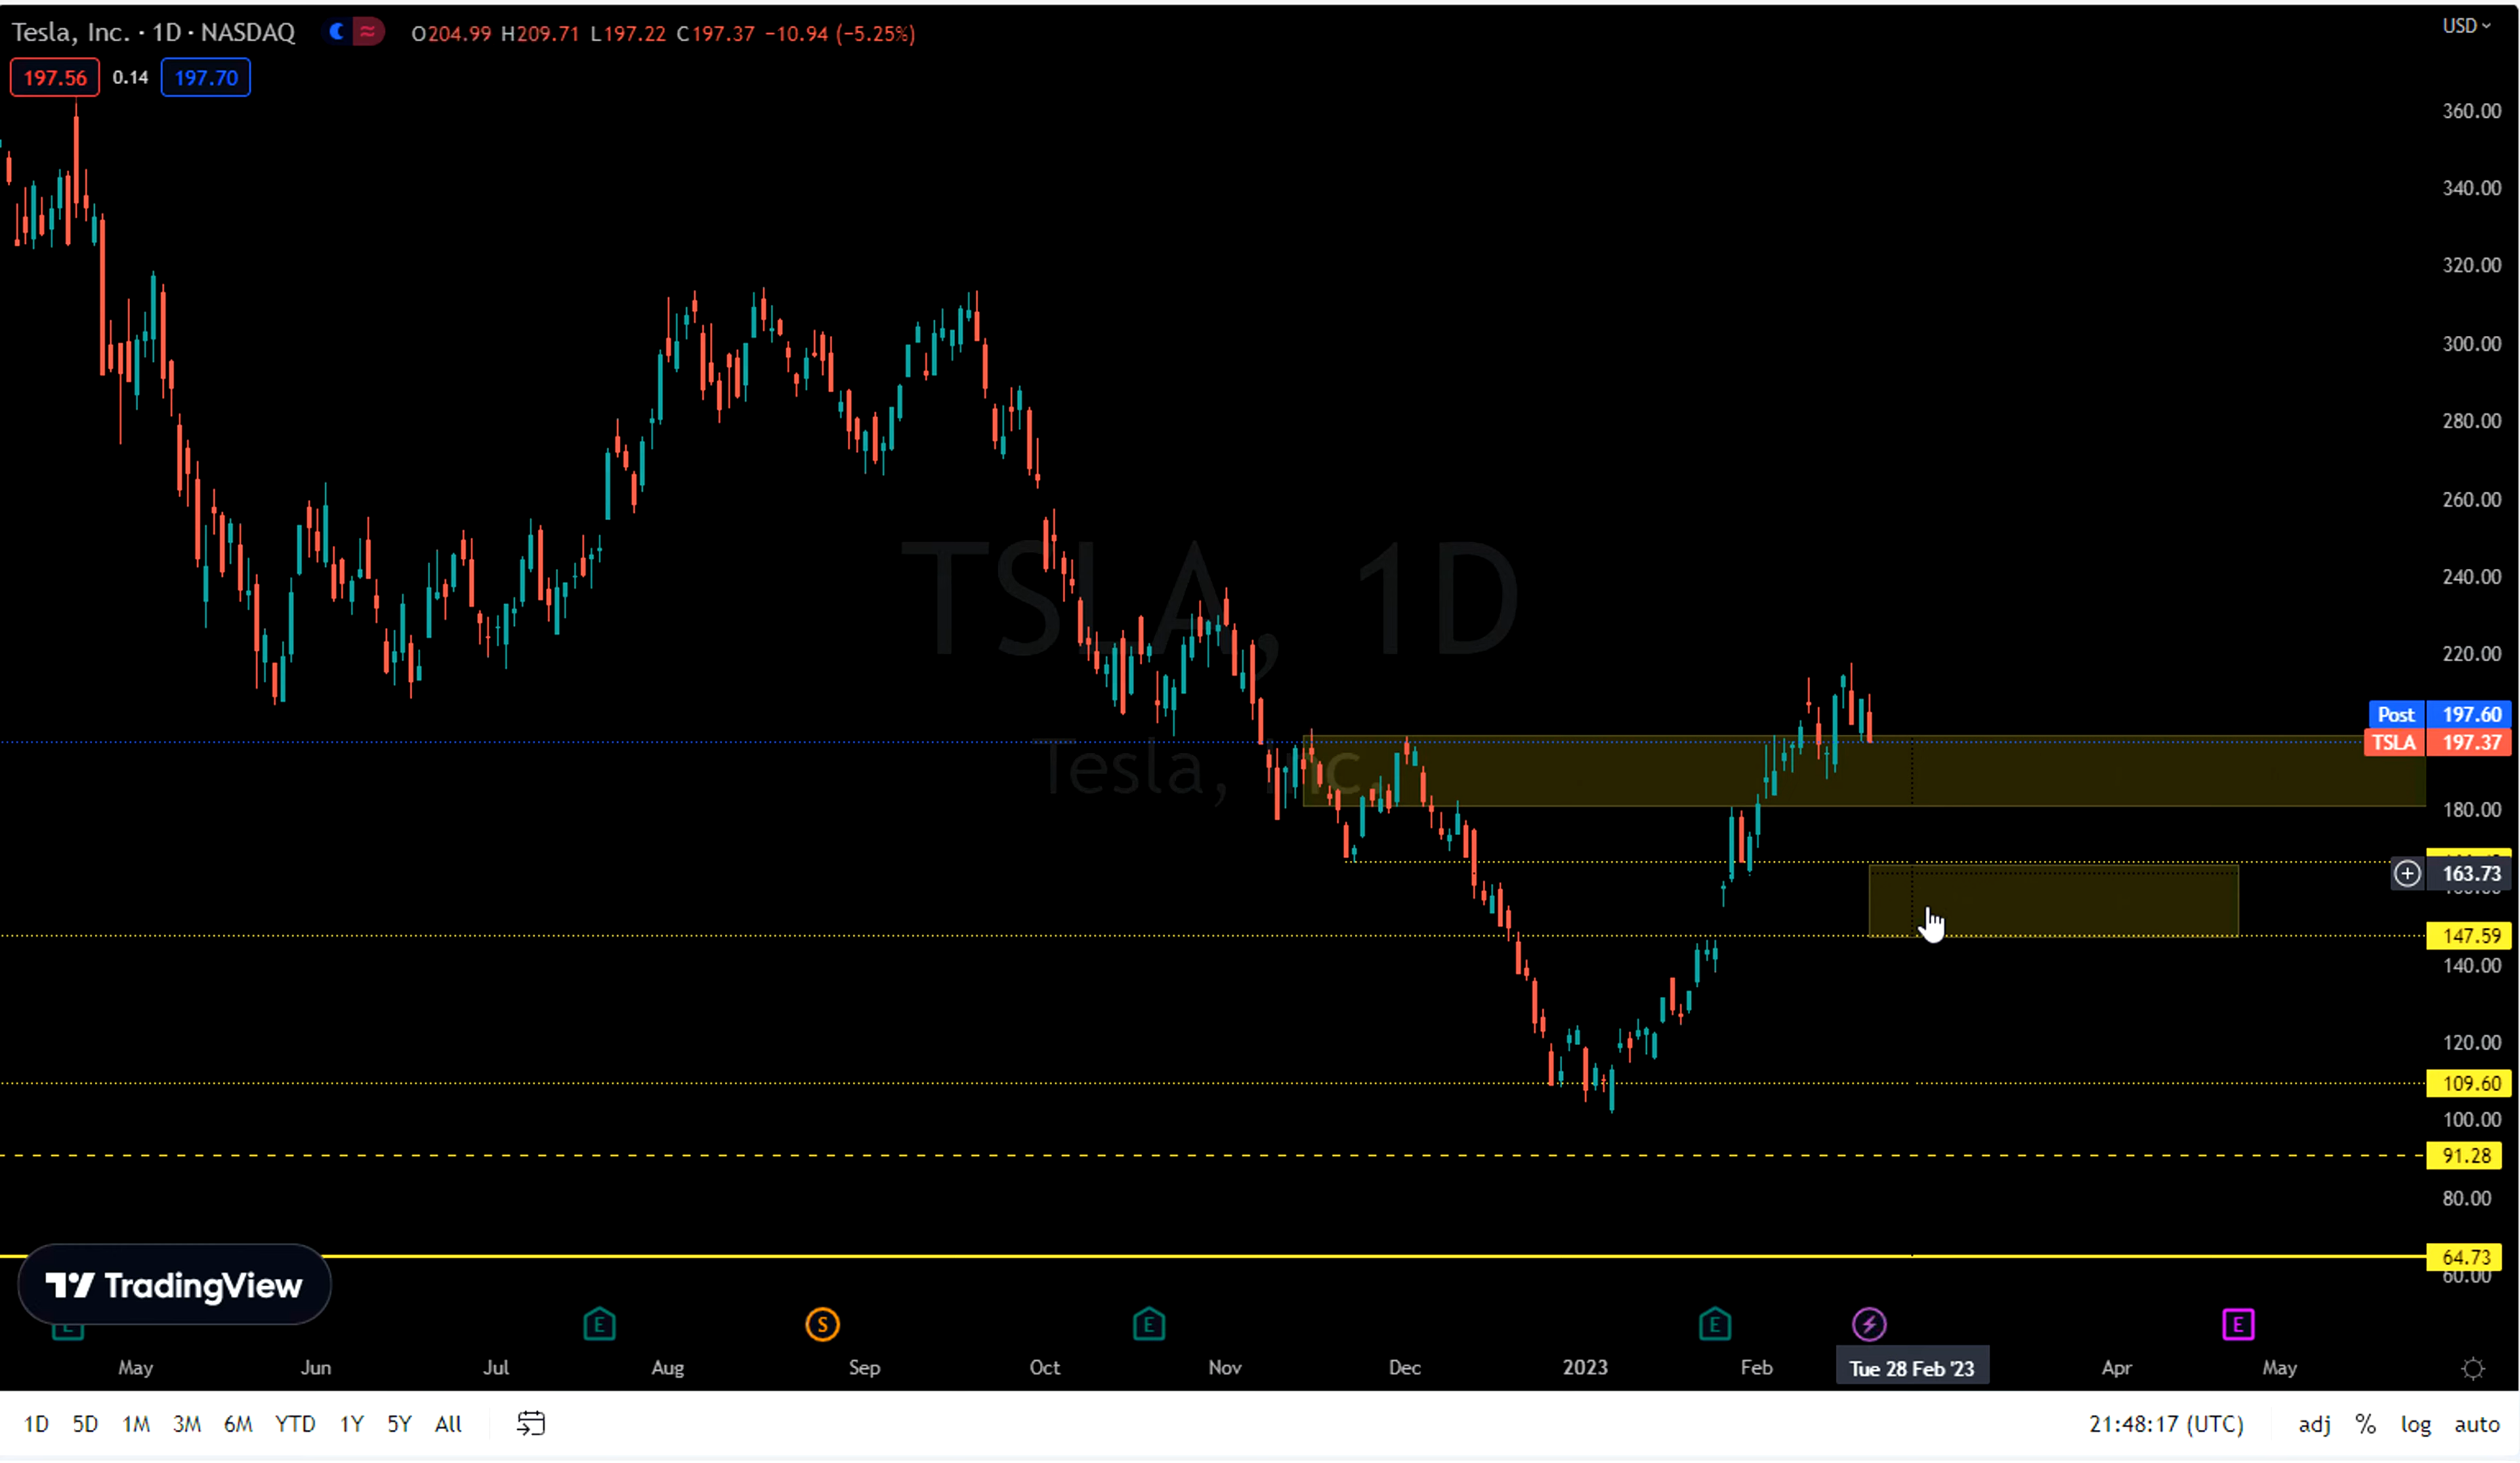 Tesla, Inc. · 1D · NASDAQ O204.99 H209.71 L197.22 C197.37 −10.94 (−5.25%)
USD
197.56 0.14 197.70
360.00
340.00
320.00
300.00
280.00
260.00
240.00
220.00
TSLA, 1D
Tesla, Inc.
Post 197.60
TSLA 197.37
180.00
163.73
147.59
140.00
120.00
109.60
100.00
91.28
80.00
64.73
60.00
TradingView
E E S E E E
May Jun Jul Aug Sep Oct Nov Dec 2023 Feb Tue 28 Feb '23 Apr May
1D 5D 1M 3M 6M YTD 1Y 5Y All 21:48:17 (UTC) adj % log auto